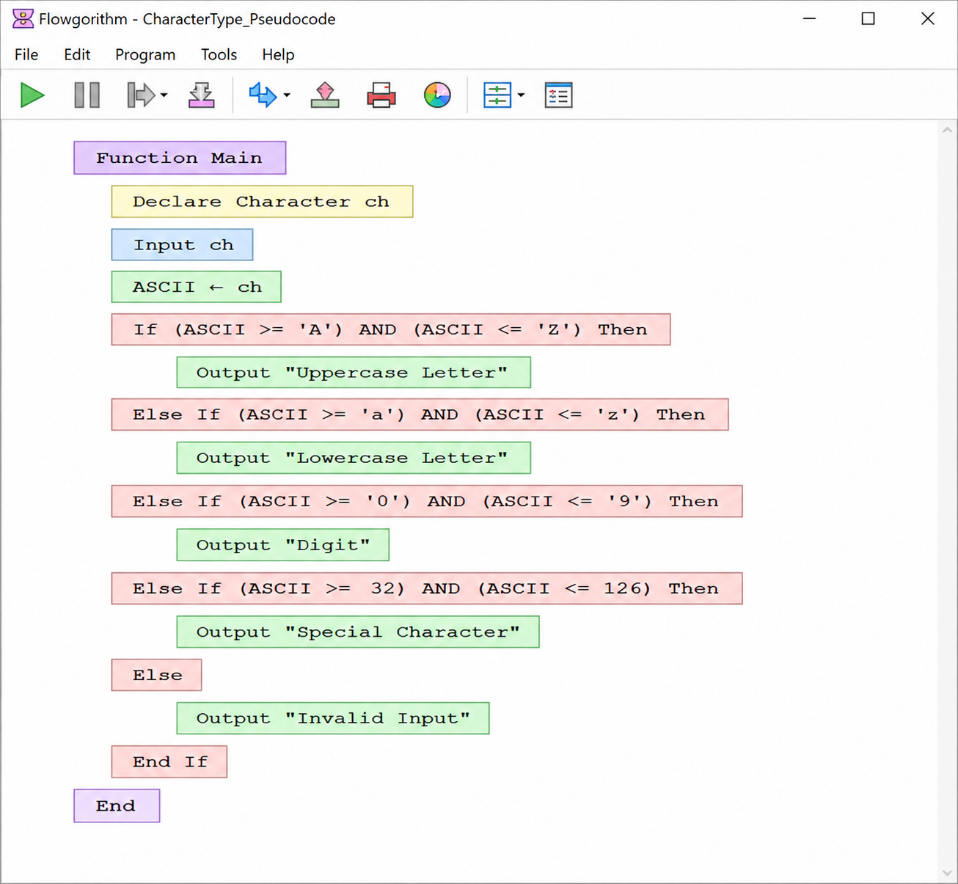 Flowgorithm - CharacterType_Pseudocode
File Edit Program Tools Help
Function Main
Declare Character ch
Input ch
ASCII ← ch
If (ASCII >= 'A') AND (ASCII <= 'Z') Then
Output "Uppercase Letter"
Else If (ASCII >= 'a') AND (ASCII <= 'z') Then
Output "Lowercase Letter"
Else If (ASCII >= '0') AND (ASCII <= '9') Then
Output "Digit"
Else If (ASCII >= 32) AND (ASCII <= 126) Then
Output "Special Character"
Else
Output "Invalid Input"
End If
End